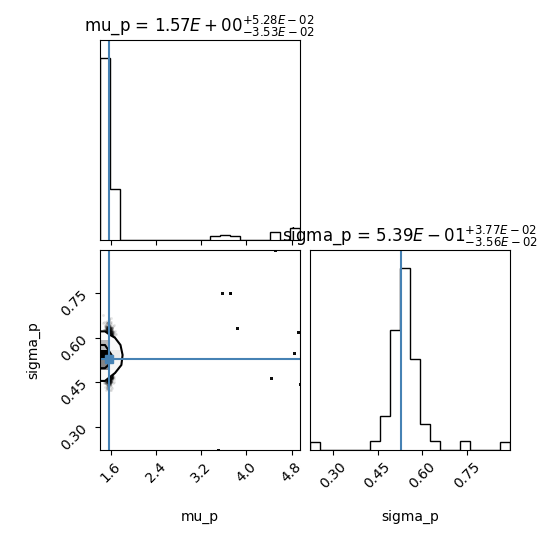 mu_p = 1.57E + 00+5.28E − 02
−3.53E − 02
sigma_p = 5.39E − 01+3.77E − 02
−3.56E − 02
sigma_p
0.75
0.60
0.45
0.30
1.6 2.4 3.2 4.0 4.8
0.30 0.45 0.60 0.75
mu_p
sigma_p